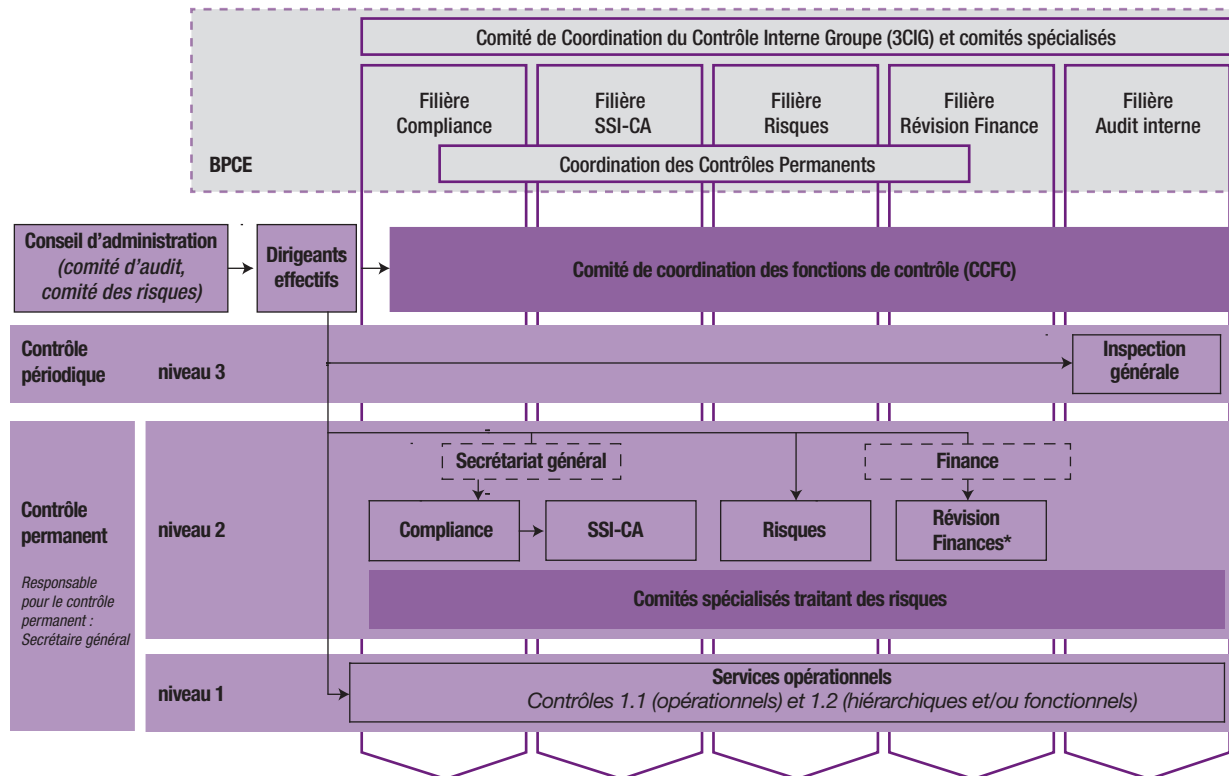 Comité de Coordination du Contrôle Interne Groupe (3CIG) et comités spécialisés
Filière
Compliance
Filière
SSI-CA
Filière
Risques
Filière
Révision Finance
Filière
Audit interne
BPCE
Coordination des Contrôles Permanents
Conseil d'administration
(comité d'audit,
comité des risques)
Dirigeants
effectifs
Comité de coordination des fonctions de contrôle (CCFC)
Contrôle
périodique
niveau 3
Inspection
générale
Secrétariat général
Finance
Contrôle
permanent
Responsable
pour le contrôle
permanent :
Secrétaire général
niveau 2
Compliance
SSI-CA
Risques
Révision
Finances*
Comités spécialisés traitant des risques
niveau 1
Services opérationnels
Contrôles 1.1 (opérationnels) et 1.2 (hiérarchiques et/ou fonctionnels)